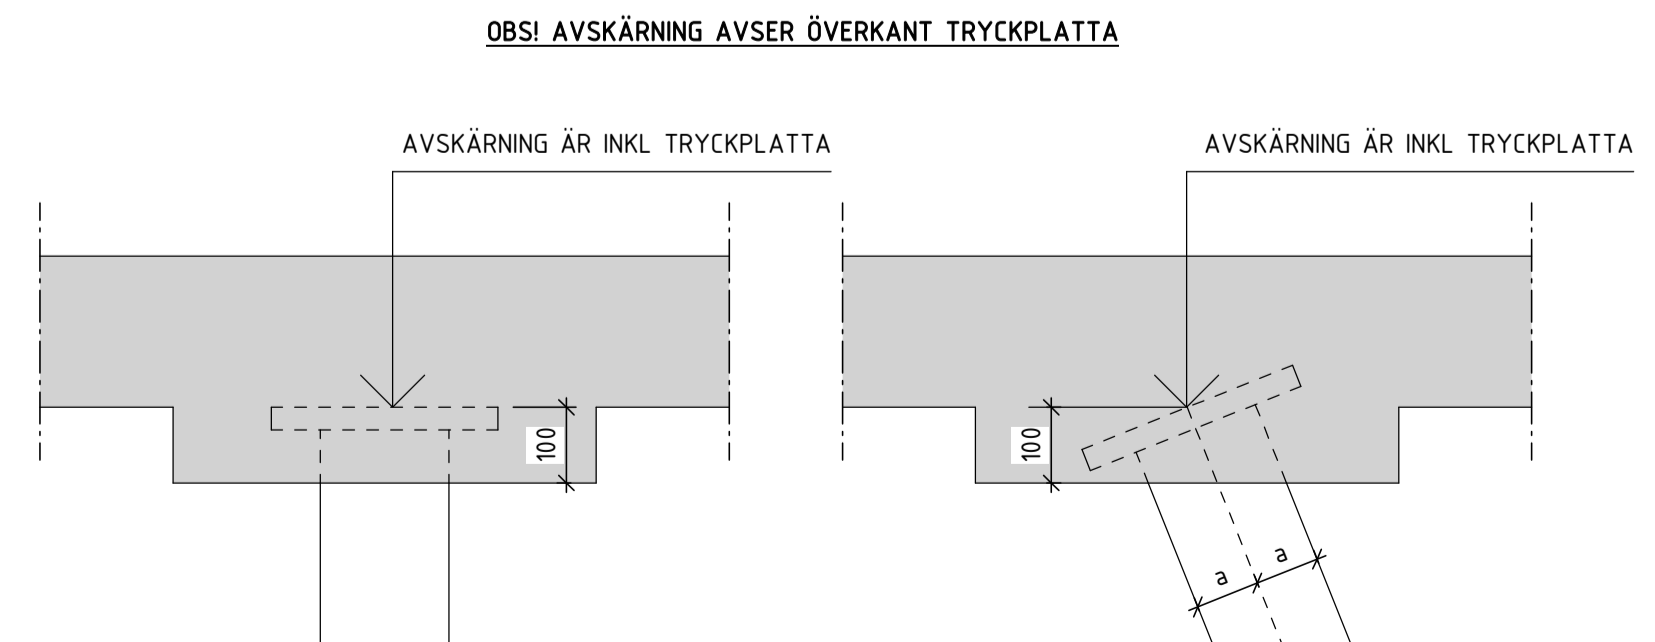 OBS! AVSKÄRNING AVSER ÖVERKANT TRYCKPLATTA
AVSKÄRNING ÄR INKL TRYCKPLATTA
AVSKÄRNING ÄR INKL TRYCKPLATTA
100
100
a
a